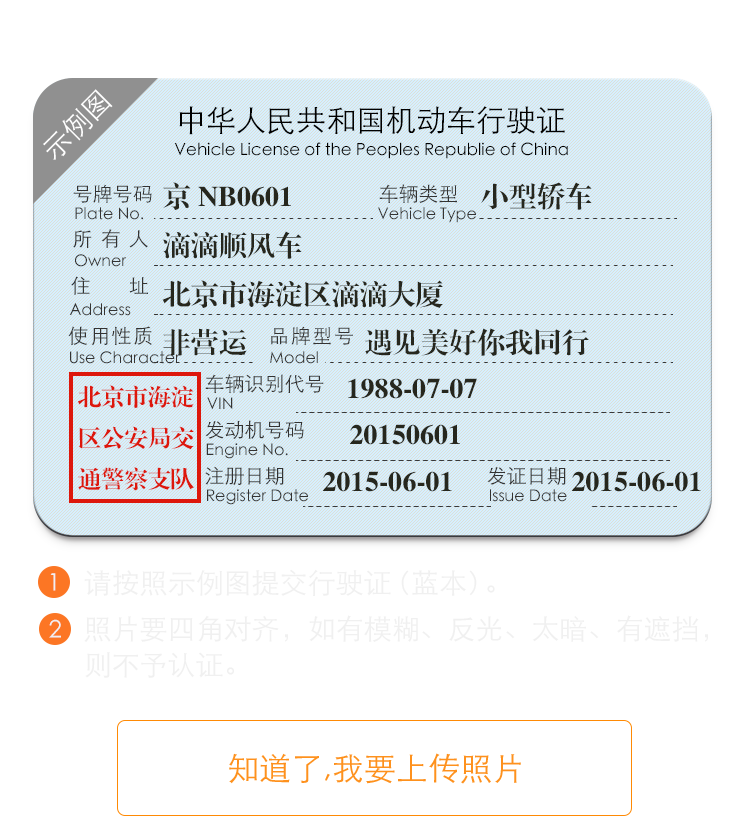 示例图
中华人民共和国机动车行驶证
Vehicle License of the Peoples Republie of China
号牌号码 京 NB0601 车辆类型 小型轿车
Plate No. Vehicle Type
所有人 滴滴顺风车
Owner
住 址 北京市海淀区滴滴大厦
Address
使用性质 非营运 品牌型号 遇见美好你我同行
Use Character Model
北京市海淀
区公安局交
通警察支队
车辆识别代号 1988-07-07
VIN
发动机号码 20150601
Engine No.
注册日期 2015-06-01 发证日期 2015-06-01
Register Date Issue Date
1 请按照示例图提交行驶证（蓝本）。
2 照片要四角对齐，如有模糊、反光、太暗、有遮挡，
则不予认证。
知道了,我要上传照片